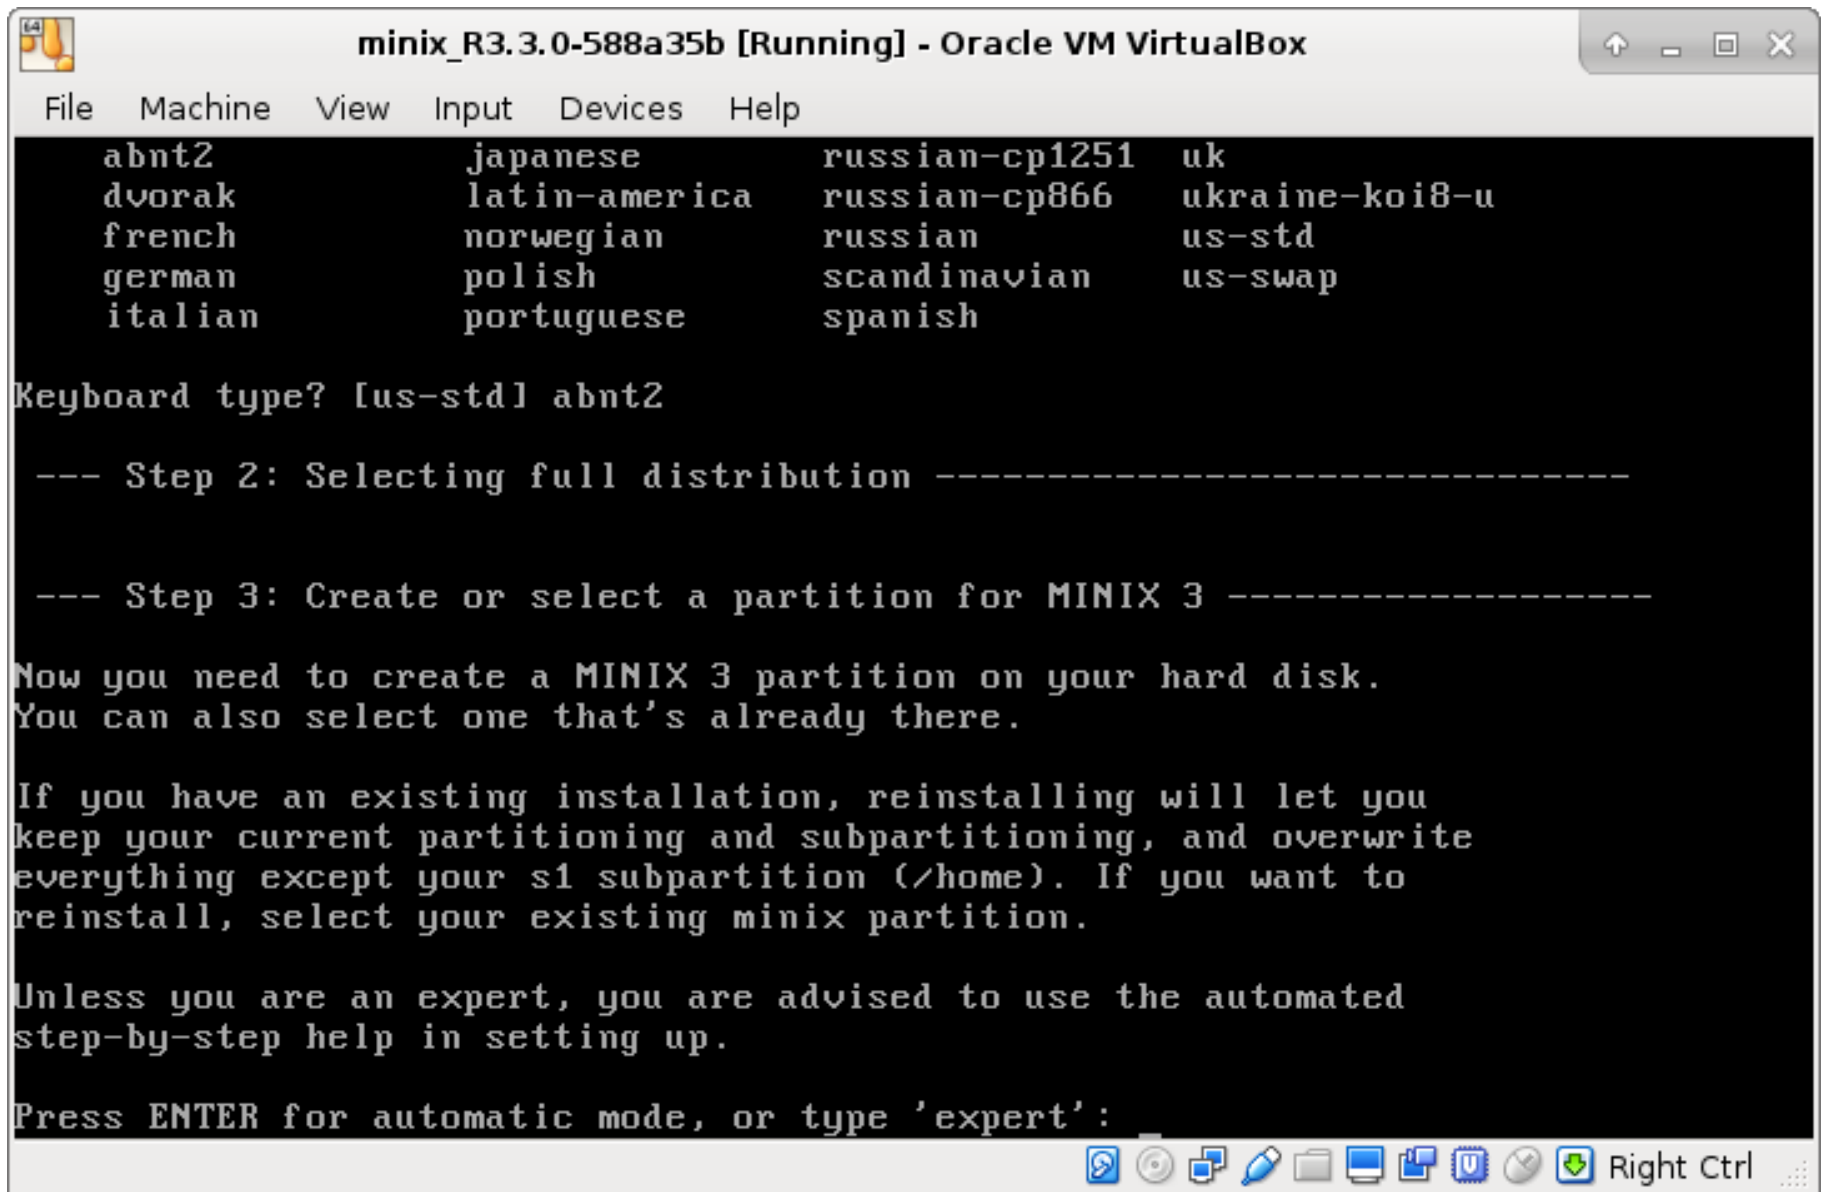 64
minix_R3.3.0-588a35b [Running] - Oracle VM VirtualBox
File Machine View Input Devices Help
abnt2 japanese russian-cp1251 uk
dvorak latin-america russian-cp866 ukraine-koi8-u
french norwegian russian us-std
german polish scandinavian us-swap
italian portuguese spanish
Keyboard type? [us-std] abnt2
--- Step 2: Selecting full distribution -------------------------------
--- Step 3: Create or select a partition for MINIX 3 -------------------
Now you need to create a MINIX 3 partition on your hard disk.
You can also select one that's already there.
If you have an existing installation, reinstalling will let you
keep your current partitioning and subpartitioning, and overwrite
everything except your s1 subpartition (/home). If you want to
reinstall, select your existing minix partition.
Unless you are an expert, you are advised to use the automated
step-by-step help in setting up.
Press ENTER for automatic mode, or type 'expert': _
Right Ctrl